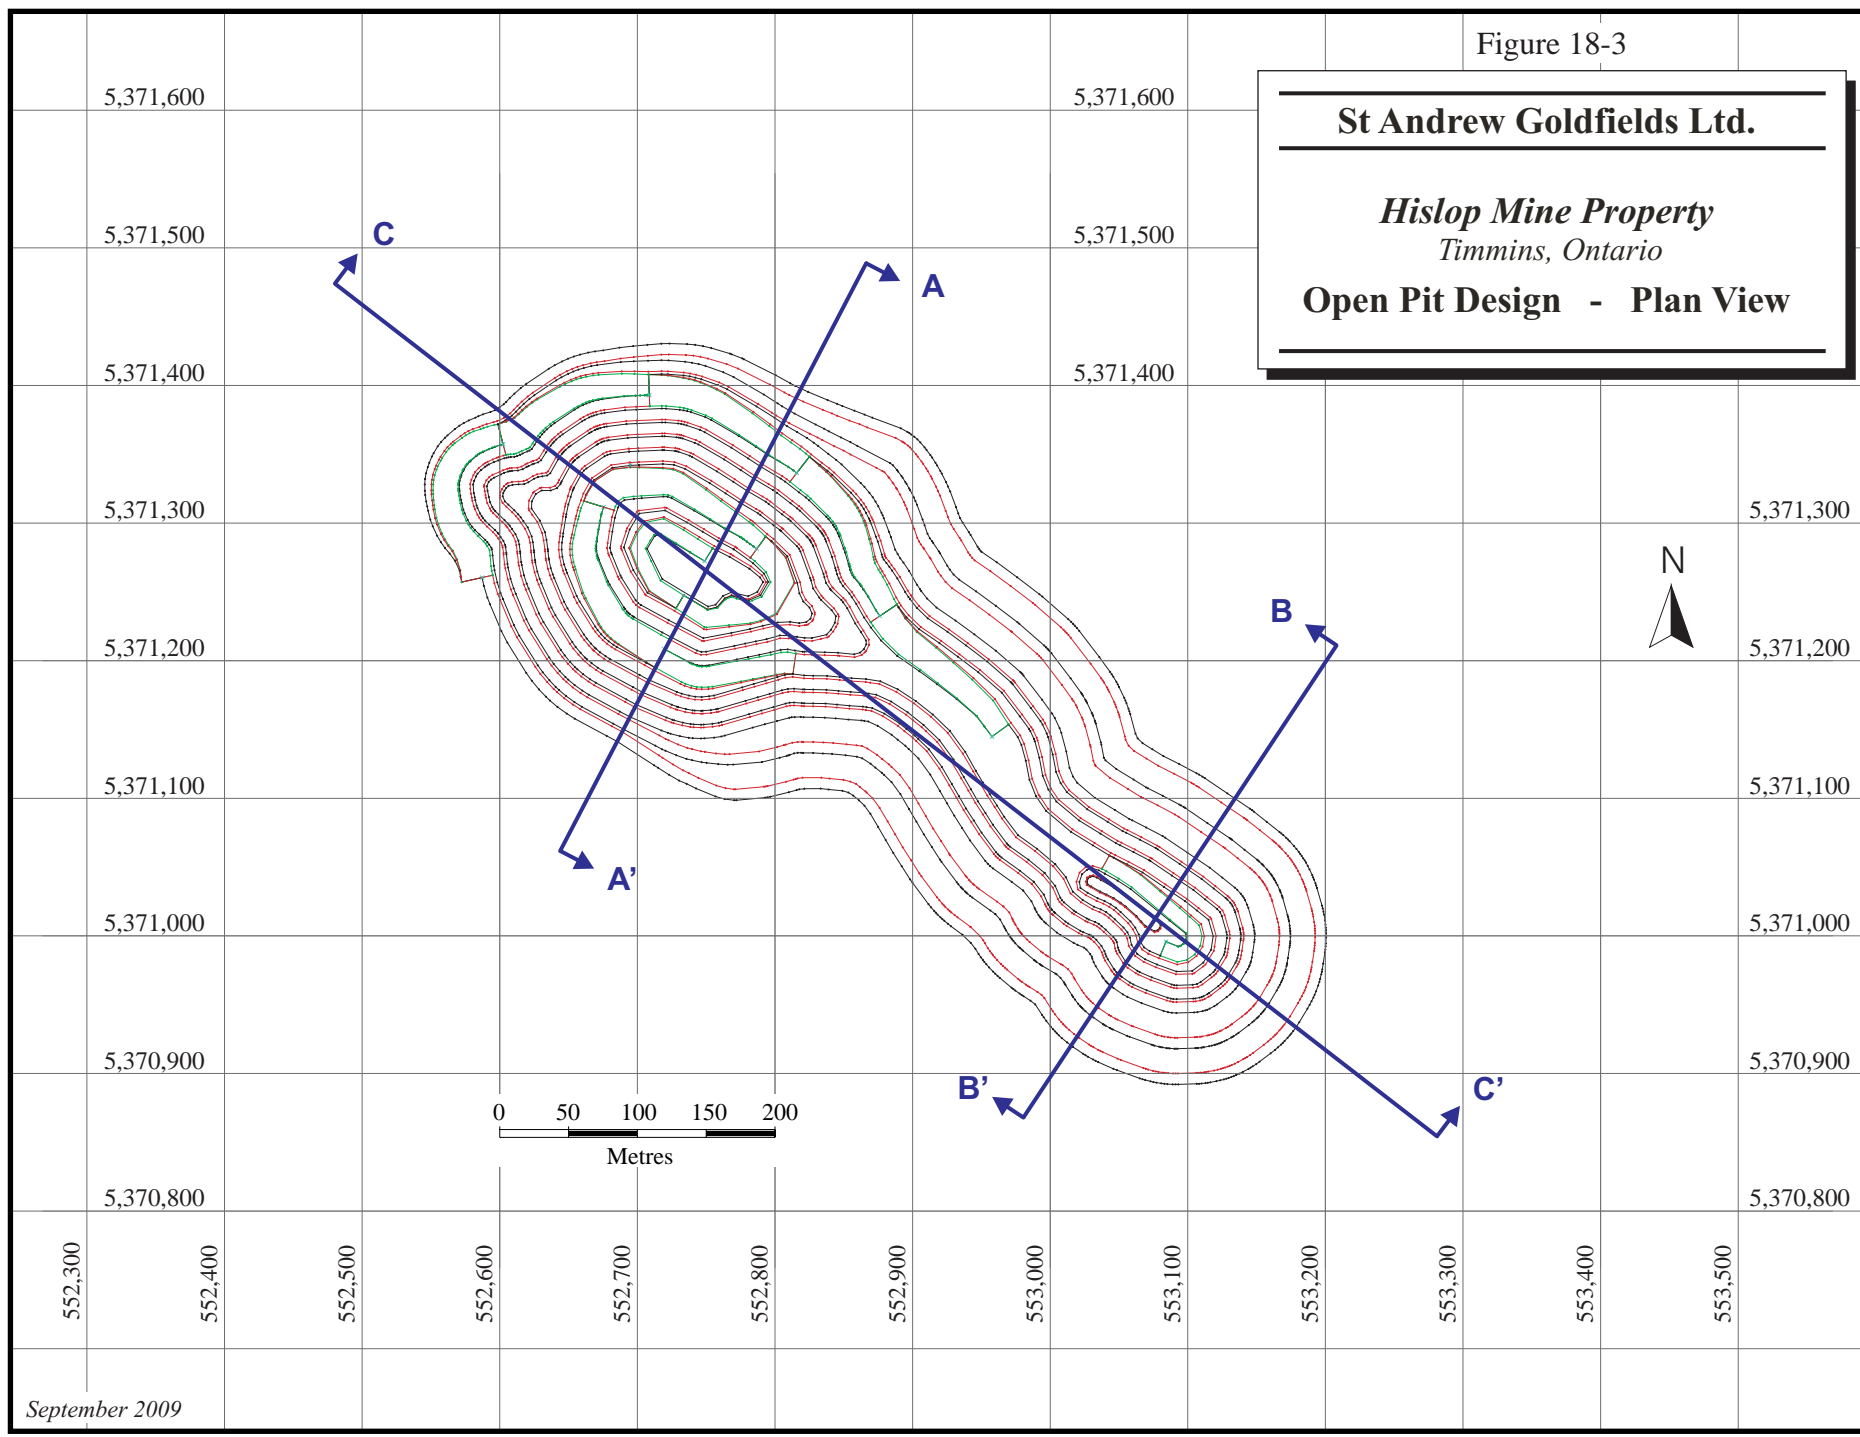 Figure 18-3
St Andrew Goldfields Ltd.
Hislop Mine Property
Timmins, Ontario
Open Pit Design - Plan View
5,371,600
5,371,600
C
5,371,500
5,371,500
A
5,371,400
5,371,400
5,371,300
5,371,300
N
B
5,371,200
5,371,200
5,371,100
5,371,100
A’
5,371,000
5,371,000
5,370,900
5,370,900
B’
C’
0 50 100 150 200
Metres
5,370,800
5,370,800
552,300
552,400
552,500
552,600
552,700
552,800
552,900
553,000
553,100
553,200
553,300
553,400
553,500
September 2009